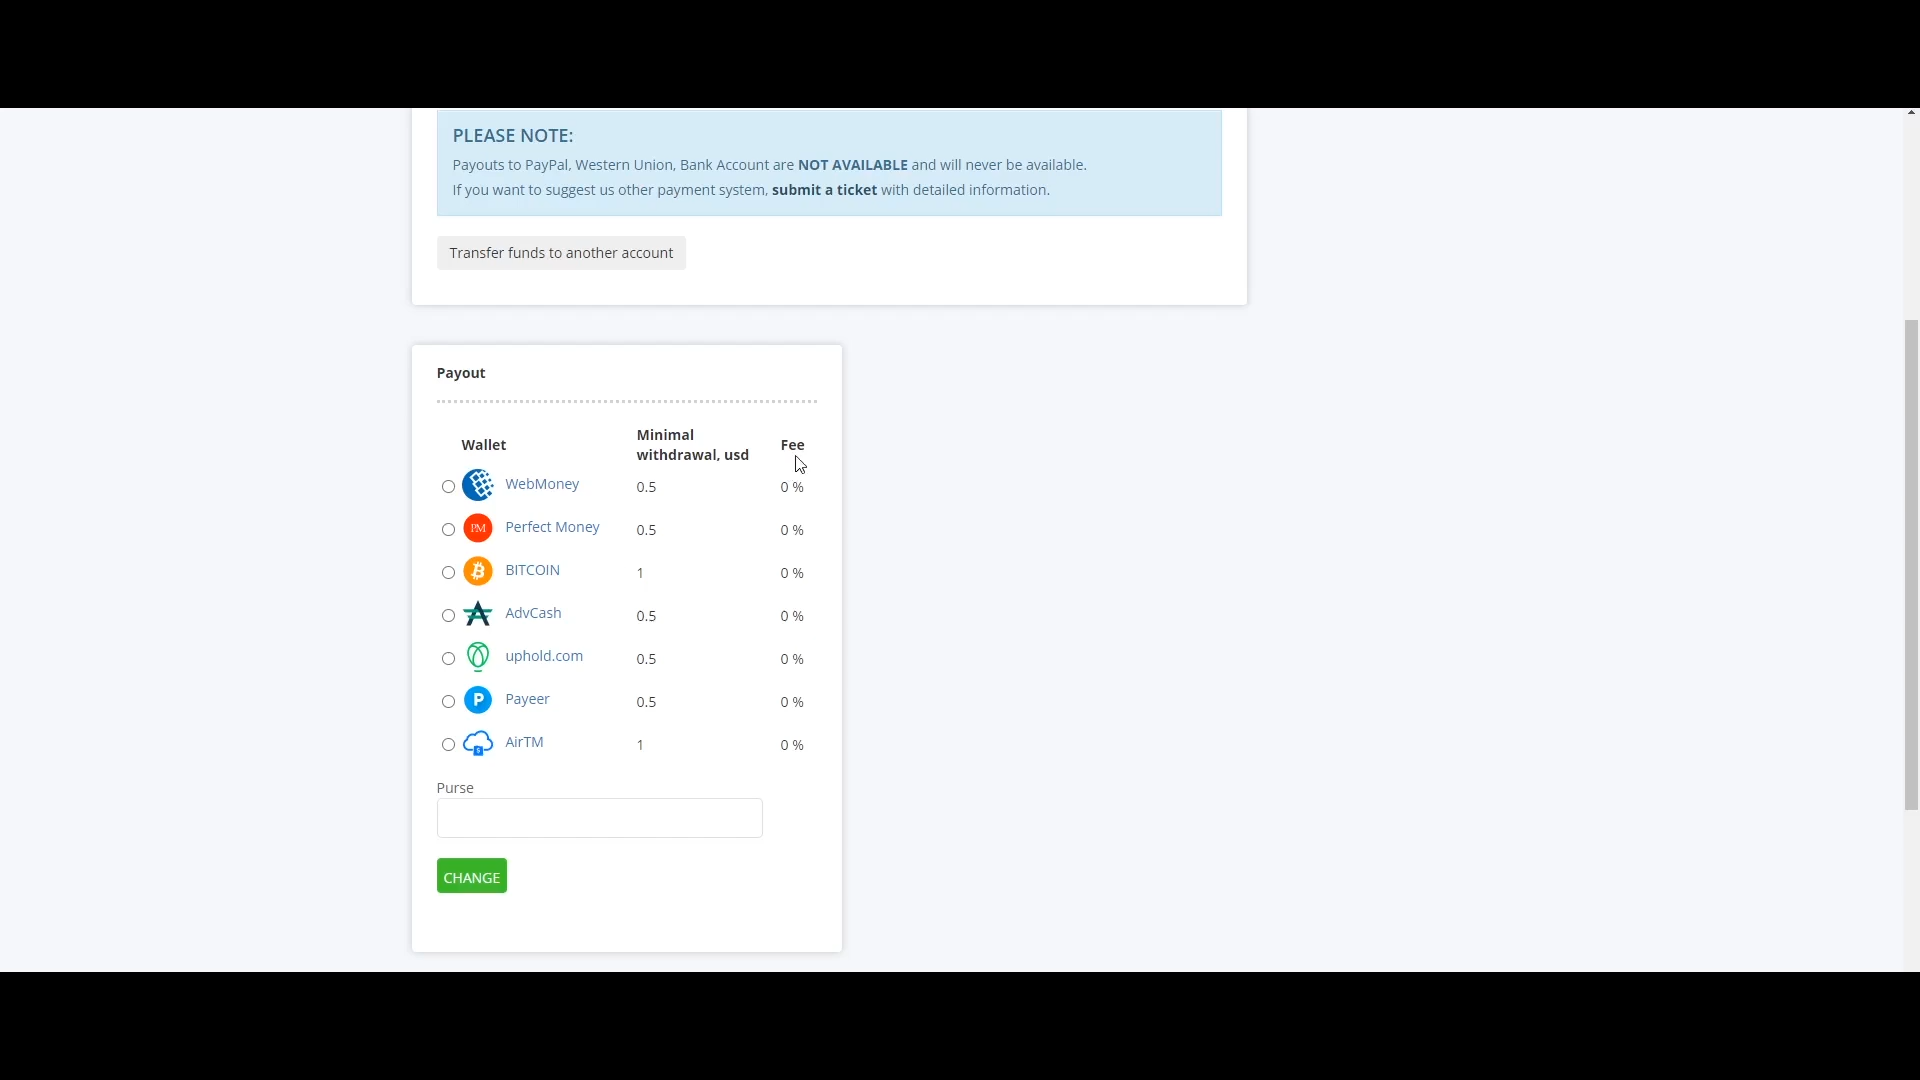 PLEASE NOTE:
Payouts to PayPal, Western Union, Bank Account are NOT AVAILABLE and will never be available.
If you want to suggest us other payment system, submit a ticket with detailed information.
Transfer funds to another account
Payout
Wallet Minimal withdrawal, usd Fee
WebMoney 0.5 0 %
PM Perfect Money 0.5 0 %
BITCOIN 1 0 %
AdvCash 0.5 0 %
uphold.com 0.5 0 %
P Payeer 0.5 0 %
$ AirTM 1 0 %
Purse
CHANGE